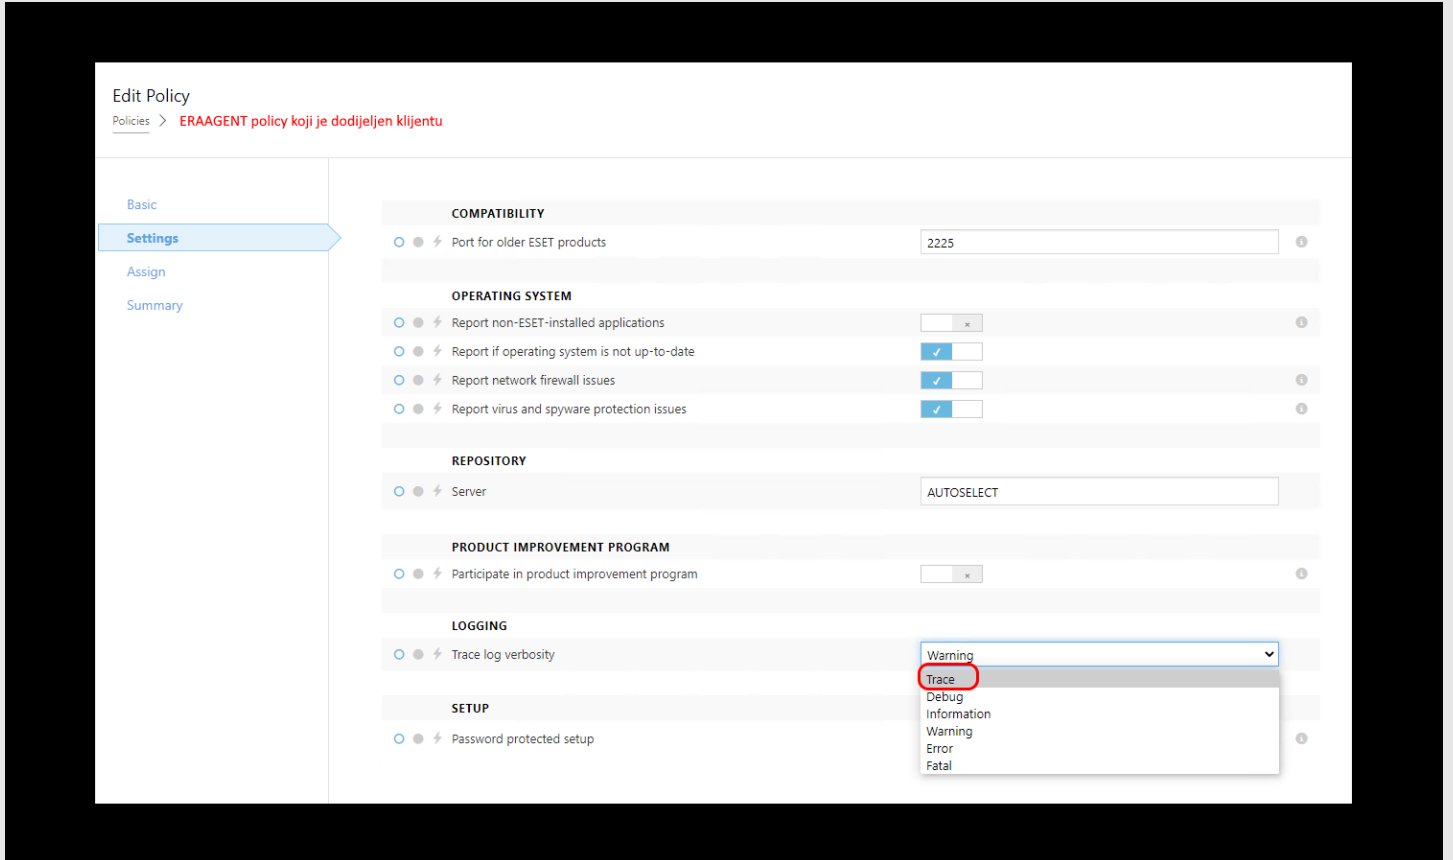 Edit Policy
Policies > ERAAGENT policy koji je dodijeljen klijentu
Basic
Settings
Assign
Summary
COMPATIBILITY
Port for older ESET products 2225
OPERATING SYSTEM
Report non-ESET-installed applications
Report if operating system is not up-to-date
Report network firewall issues
Report virus and spyware protection issues
REPOSITORY
Server AUTOSELECT
PRODUCT IMPROVEMENT PROGRAM
Participate in product improvement program
LOGGING
Trace log verbosity Warning
Trace
Debug
Information
Warning
Error
Fatal
SETUP
Password protected setup